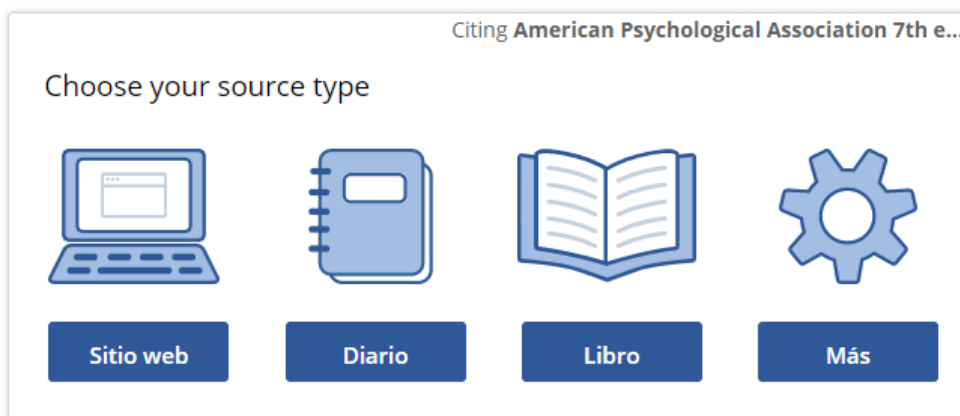 Citing American Psychological Association 7th e...
Choose your source type
Sitio web
Diario
Libro
Más